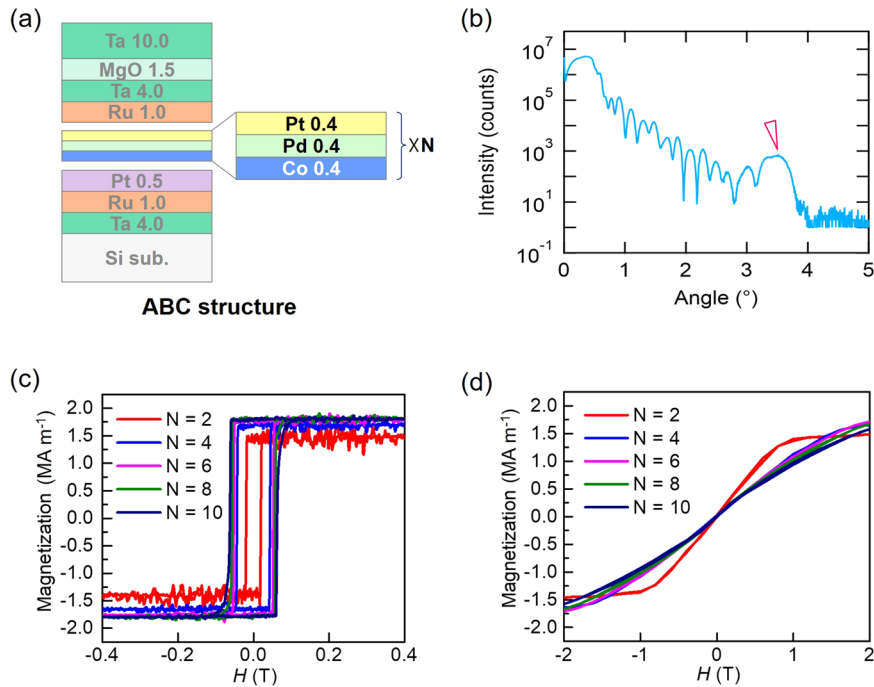 (a)
Ta 10.0
MgO 1.5
Ta 4.0
Ru 1.0
Pt 0.4
Pd 0.4
Co 0.4
XN
Pt 0.5
Ru 1.0
Ta 4.0
Si sub.
ABC structure
(b)
Intensity (counts)
10^7
10^5
10^3
10^1
10^-1
0 1 2 3 4 5
Angle (°)
(c)
Magnetization (MA m⁻¹)
2.0
1.5
1.0
0.5
0.0
-0.5
-1.0
-1.5
-2.0
N = 2
N = 4
N = 6
N = 8
N = 10
-0.4 -0.2 0.0 0.2 0.4
H (T)
(d)
Magnetization (MA m⁻¹)
2.0
1.5
1.0
0.5
0.0
-0.5
-1.0
-1.5
-2.0
N = 2
N = 4
N = 6
N = 8
N = 10
-2 -1 0 1 2
H (T)